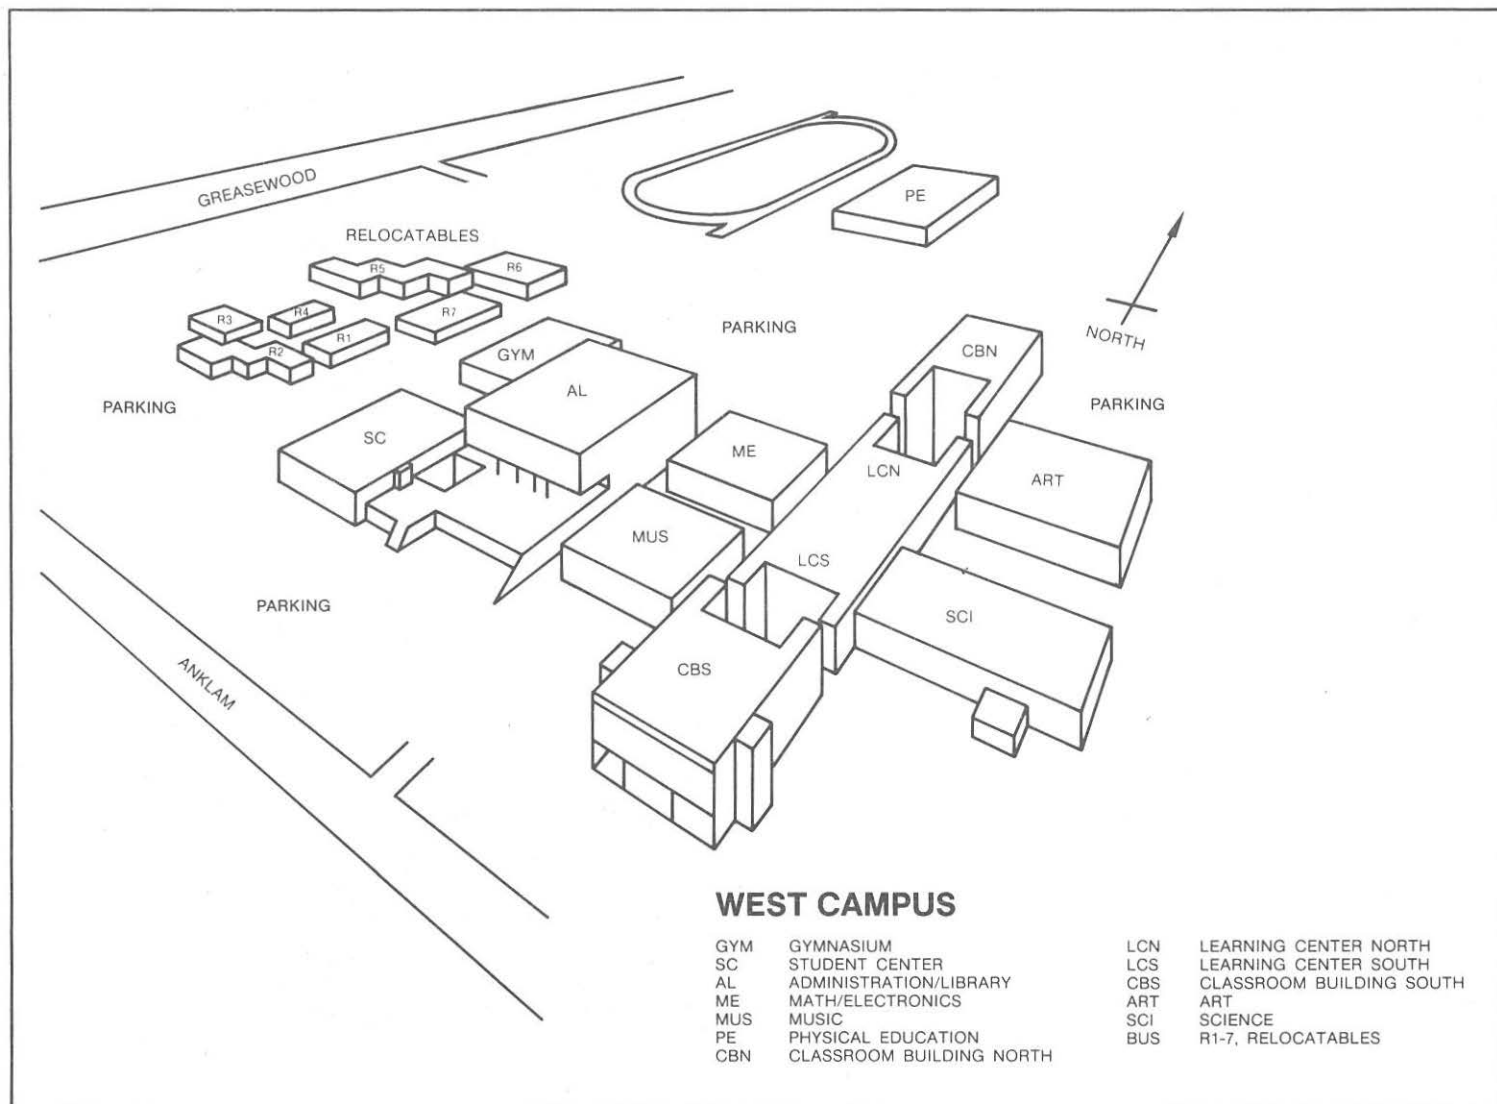 GREASEWOOD
RELOCATABLES
R5
R6
R3
R4
R7
R1
R2
PARKING
PE
NORTH
GYM
CBN
AL
PARKING
PARKING
SC
ME
LCN
ART
MUS
LCS
PARKING
SCI
ANKLAM
CBS
WEST CAMPUS
GYM GYMNASIUM
SC STUDENT CENTER
AL ADMINISTRATION/LIBRARY
ME MATH/ELECTRONICS
MUS MUSIC
PE PHYSICAL EDUCATION
CBN CLASSROOM BUILDING NORTH
LCN LEARNING CENTER NORTH
LCS LEARNING CENTER SOUTH
CBS CLASSROOM BUILDING SOUTH
ART ART
SCI SCIENCE
BUS R1-7, RELOCATABLES